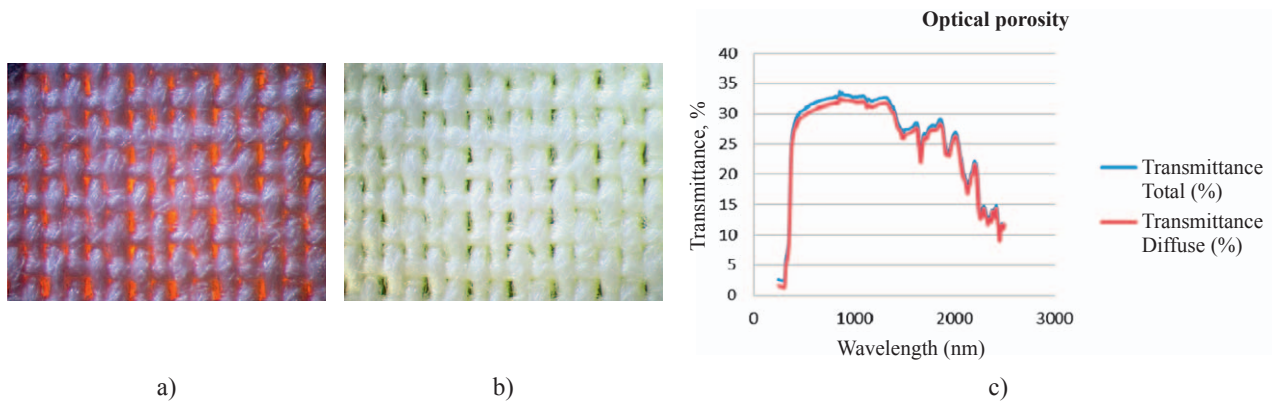 Optical porosity
40
35
30
25
20
15
10
5
0
Transmittance, %
0 1000 2000 3000
Wavelength (nm)
Transmittance
Total (%)
Transmittance
Diffuse (%)
a) b) c)